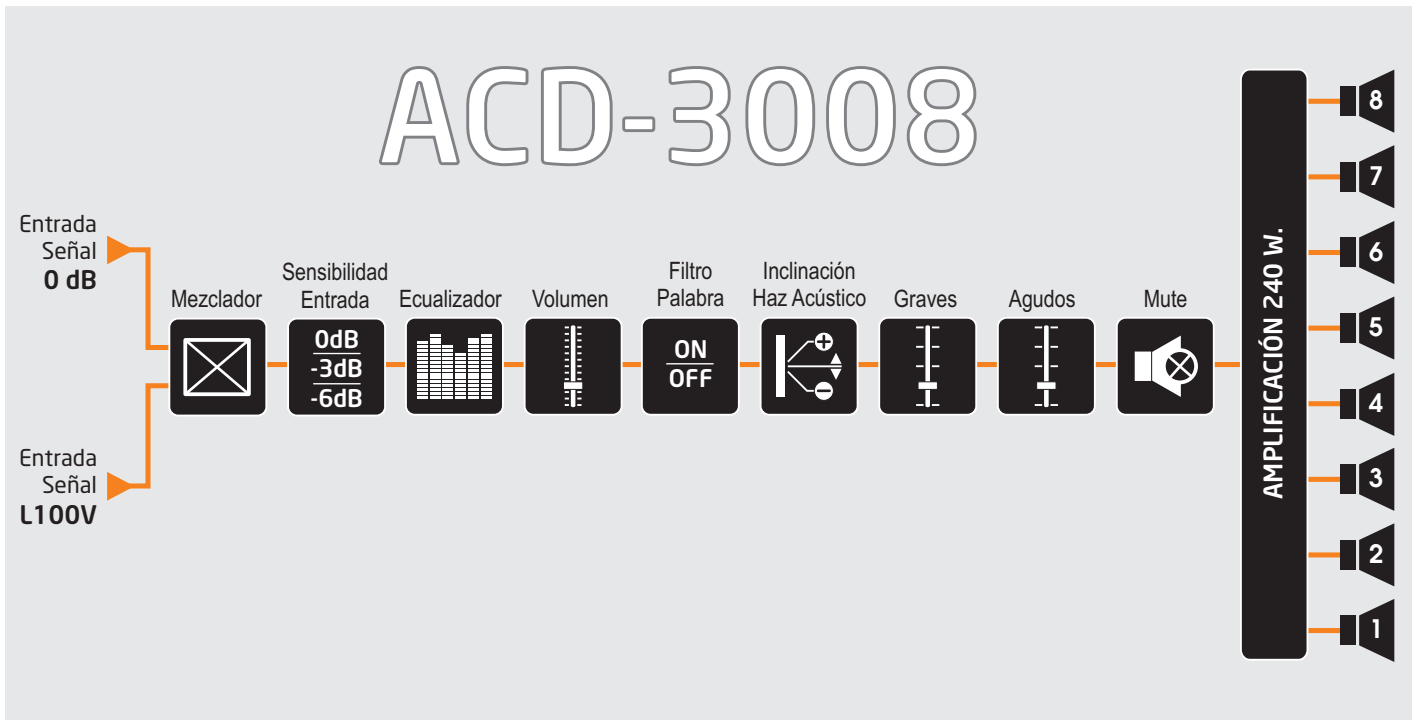 ACD-3008
Entrada
Señal
0 dB
Entrada
Señal
L100V
Mezclador
Sensibilidad
Entrada
0dB
-3dB
-6dB
Ecualizador
Volumen
Filtro
Palabra
ON
OFF
Inclinación
Haz Acústico
Graves
Agudos
Mute
AMPLIFICACIÓN 240 W.
8
7
6
5
4
3
2
1